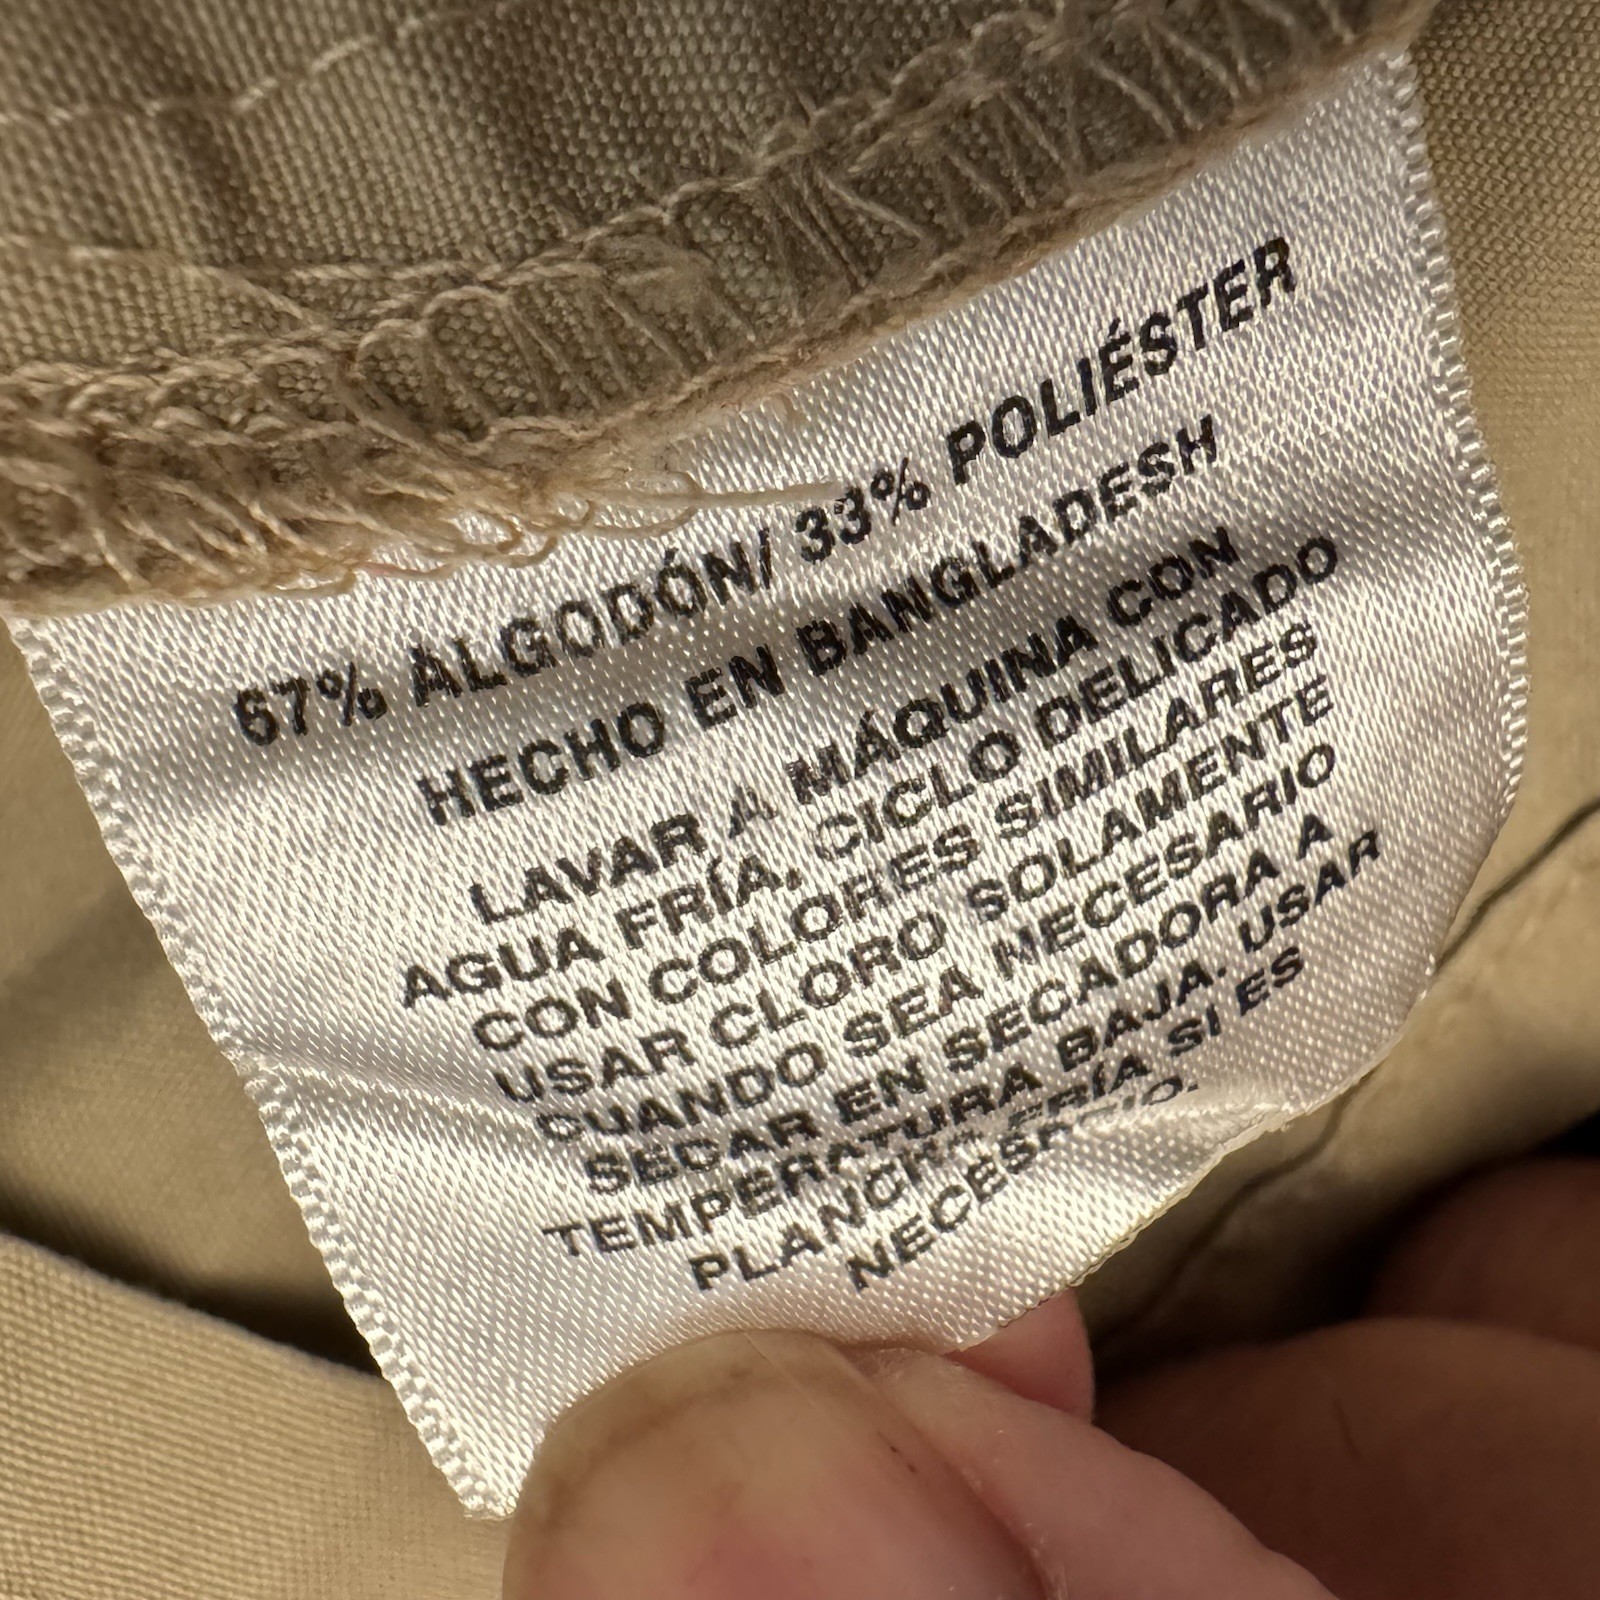 67% ALGODÓN/ 33% POLIÉSTER
HECHO EN BANGLADESH
LAVAR A MÁQUINA CON
AGUA FRÍA. CICLO DELICADO
CON COLORES SIMILARES
USAR CLORO SOLAMENTE
CUANDO SEA NECESARIO
SECAR EN SECADORA A
TEMPERATURA BAJA. USAR
PLANCHA FRÍA SI ES
NECESARIO.